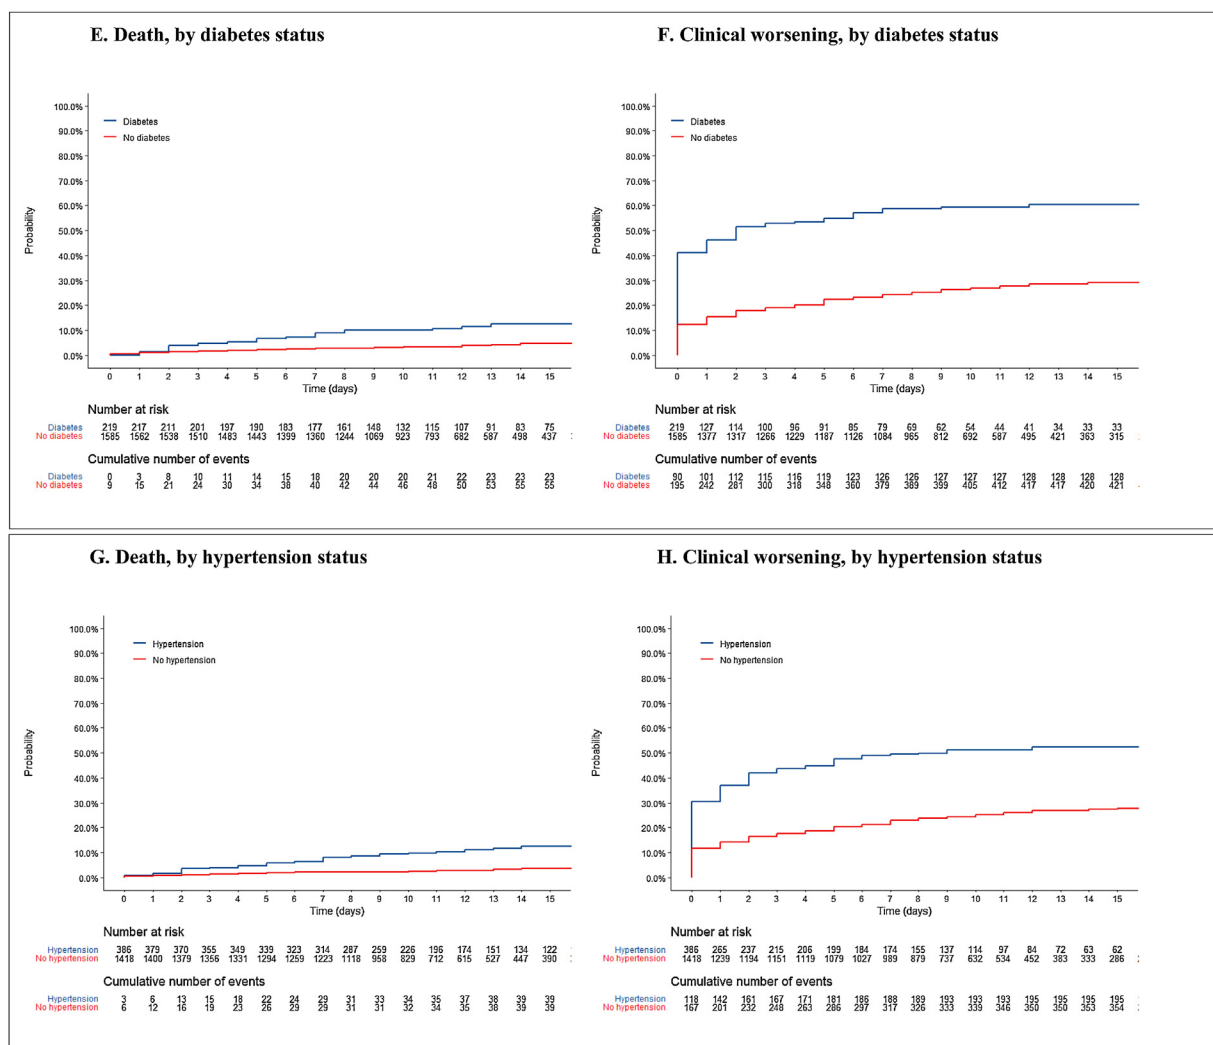 E. Death, by diabetes status
100.0%
90.0%
80.0%
70.0%
60.0%
50.0%
40.0%
30.0%
20.0%
10.0%
0.0%
Probability
Diabetes
No diabetes
0 1 2 3 4 5 6 7 8 9 10 11 12 13 14 15
Time (days)
Number at risk
Diabetes 219 217 211 201 197 190 183 177 161 148 132 115 107 91 83 75
No diabetes 1585 1562 1538 1510 1483 1443 1399 1360 1244 1069 923 793 682 587 498 437
Cumulative number of events
Diabetes 0 3 8 10 11 14 15 18 20 20 20 21 22 23 23 23
No diabetes 9 15 21 24 30 34 38 40 42 44 46 48 50 53 55 55
F. Clinical worsening, by diabetes status
100.0%
90.0%
80.0%
70.0%
60.0%
50.0%
40.0%
30.0%
20.0%
10.0%
0.0%
Probability
Diabetes
No diabetes
0 1 2 3 4 5 6 7 8 9 10 11 12 13 14 15
Time (days)
Number at risk
Diabetes 219 127 114 100 96 91 85 79 69 62 54 44 41 34 33 33
No diabetes 1585 1377 1317 1266 1229 1187 1126 1084 965 812 692 587 495 421 363 315
Cumulative number of events
Diabetes 90 101 112 115 116 119 123 126 126 127 127 127 128 128 128 128
No diabetes 195 242 281 300 318 348 360 379 389 399 405 412 417 417 420 421
G. Death, by hypertension status
100.0%
90.0%
80.0%
70.0%
60.0%
50.0%
40.0%
30.0%
20.0%
10.0%
0.0%
Probability
Hypertension
No hypertension
0 1 2 3 4 5 6 7 8 9 10 11 12 13 14 15
Time (days)
Number at risk
Hypertension 386 379 370 355 349 339 323 314 287 259 226 196 174 151 134 122
No hypertension 1418 1400 1379 1356 1331 1294 1259 1223 1118 958 829 712 615 527 447 390
Cumulative number of events
Hypertension 3 6 13 15 18 22 24 29 31 33 34 35 37 38 39 39
No hypertension 6 12 16 19 23 26 29 29 31 31 32 34 35 38 39 39
H. Clinical worsening, by hypertension status
100.0%
90.0%
80.0%
70.0%
60.0%
50.0%
40.0%
30.0%
20.0%
10.0%
0.0%
Probability
Hypertension
No hypertension
0 1 2 3 4 5 6 7 8 9 10 11 12 13 14 15
Time (days)
Number at risk
Hypertension 386 265 237 215 206 199 184 174 155 137 114 97 84 72 63 62
No hypertension 1418 1239 1194 1151 1119 1079 1027 989 879 737 632 534 452 383 333 286
Cumulative number of events
Hypertension 118 142 161 167 171 181 186 188 189 193 193 193 195 195 195 195
No hypertension 167 201 232 248 263 286 297 317 326 333 339 346 350 350 353 354